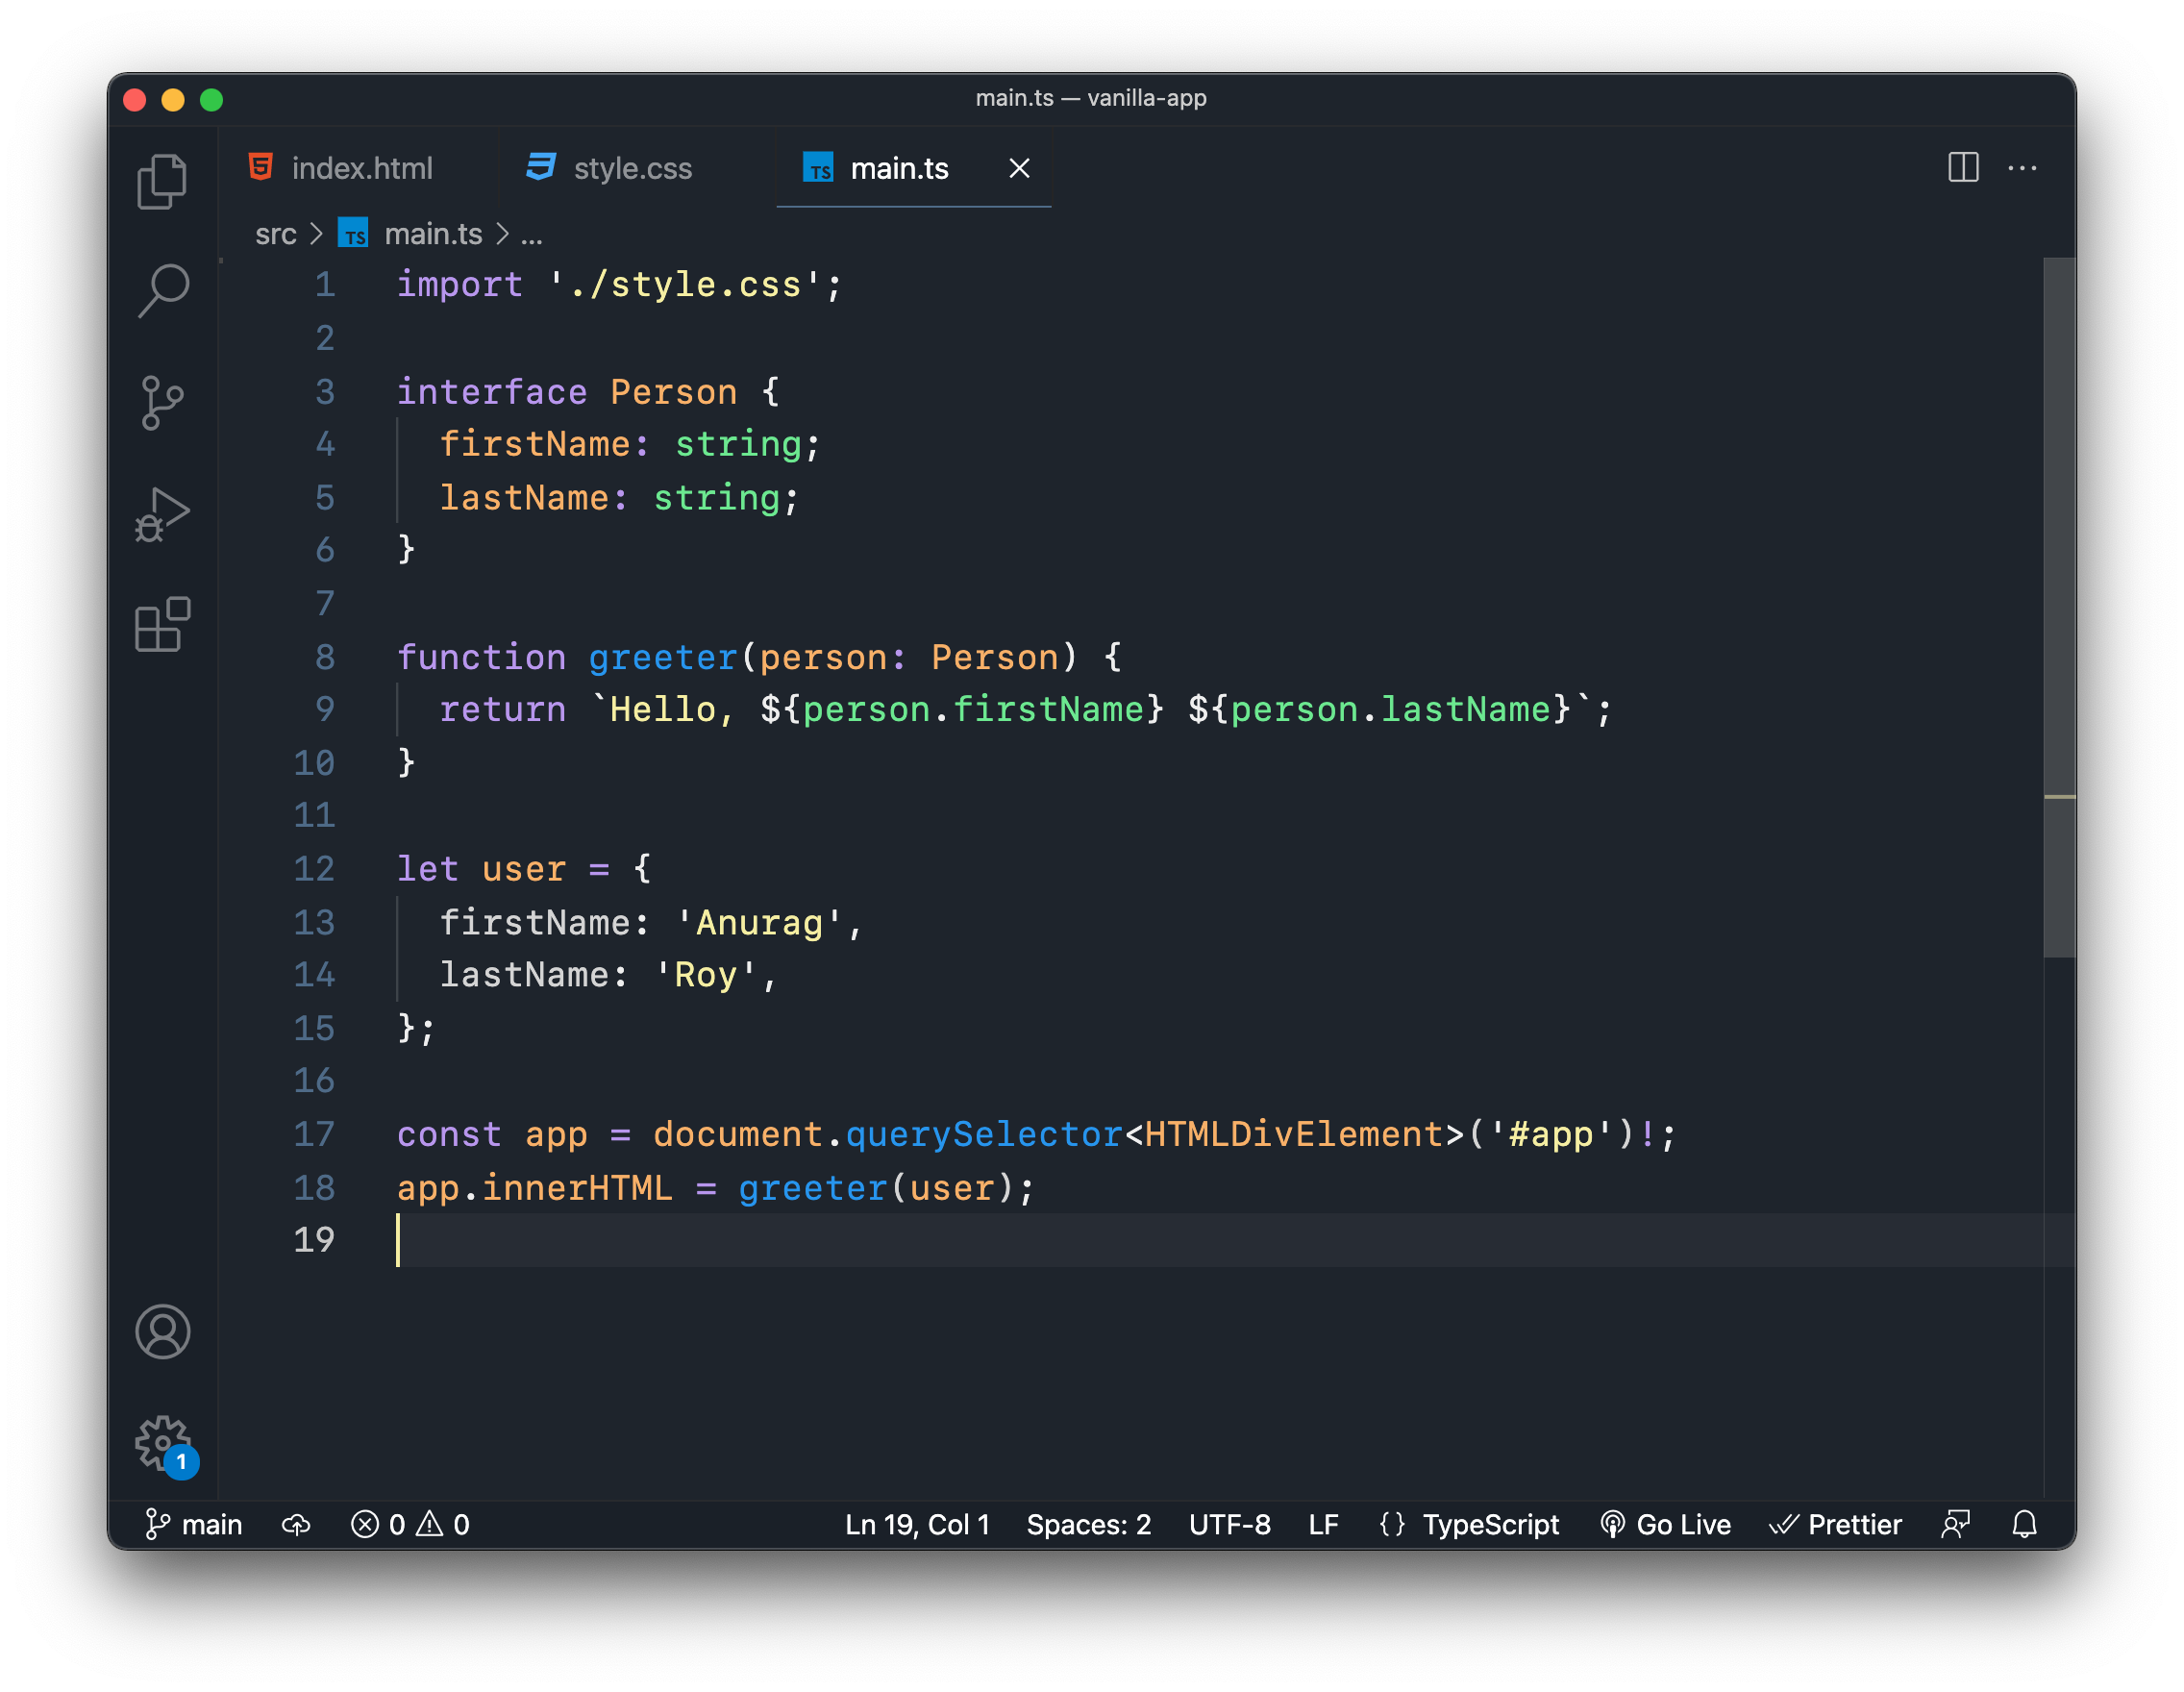 main.ts — vanilla-app
index.html style.css TS main.ts
src > TS main.ts > ...
1 import './style.css';
2
3 interface Person {
4   firstName: string;
5   lastName: string;
6 }
7
8 function greeter(person: Person) {
9   return `Hello, ${person.firstName} ${person.lastName}`;
10 }
11
12 let user = {
13   firstName: 'Anurag',
14   lastName: 'Roy',
15 };
16
17 const app = document.querySelector<HTMLDivElement>('#app')!;
18 app.innerHTML = greeter(user);
19
1
main 0 0 Ln 19, Col 1 Spaces: 2 UTF-8 LF {} TypeScript Go Live Prettier